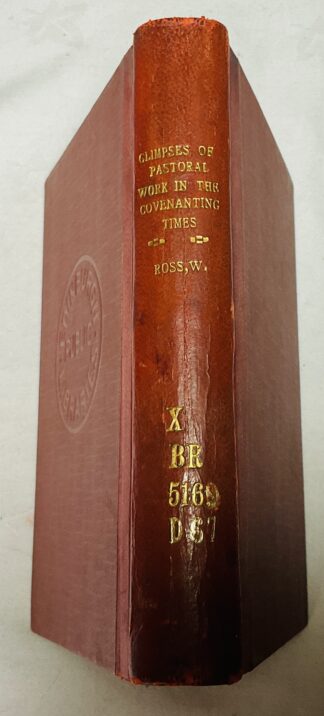 GLIMPSES OF
PASTORAL
WORK IN THE
COVENANTING
TIMES
ROSS, W.
X
BR
5169
D67